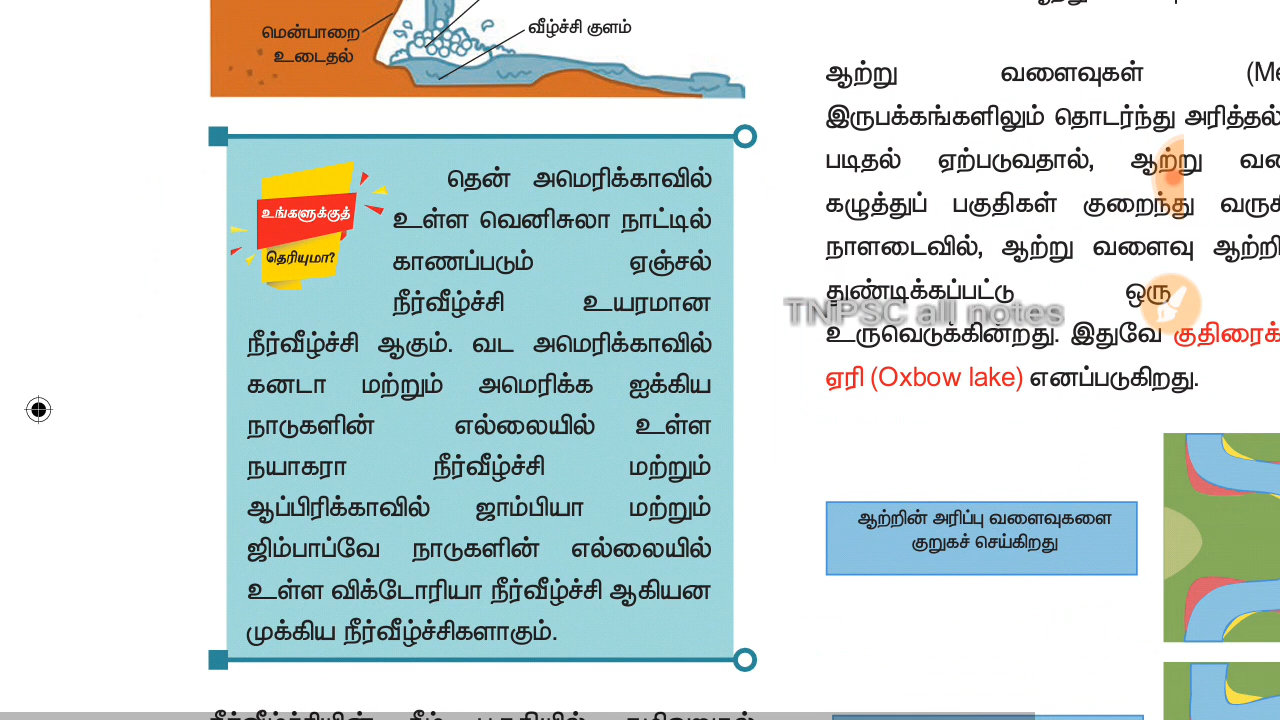 மென்பாறை
உடைதல்
வீழ்ச்சி குளம்
உங்களுக்குத்
தெரியுமா?
தென் அமெரிக்காவில்
உள்ள வெனிசுலா நாட்டில்
காணப்படும் ஏஞ்சல்
நீர்வீழ்ச்சி உயரமான
நீர்வீழ்ச்சி ஆகும். வட அமெரிக்காவில்
கனடா மற்றும் அமெரிக்க ஐக்கிய
நாடுகளின் எல்லையில் உள்ள
நயாகரா நீர்வீழ்ச்சி மற்றும்
ஆப்பிரிக்காவில் ஜாம்பியா மற்றும்
ஜிம்பாப்வே நாடுகளின் எல்லையில்
உள்ள விக்டோரியா நீர்வீழ்ச்சி ஆகியன
முக்கிய நீர்வீழ்ச்சிகளாகும்.
ஆற்று வளைவுகள் (Me
இருபக்கங்களிலும் தொடர்ந்து அரித்தல்
படிதல் ஏற்படுவதால், ஆற்று
கழுத்துப் பகுதிகள் குறைந்து
நாளடைவில், ஆற்று வளைவு
துண்டிக்கப்பட்டு ஒரு
TNPSC all notes
உருவெடுக்கின்றது. இதுவே குதிரைக்
ஏரி (Oxbow lake) எனப்படுகிறது.
ஆற்றின் அரிப்பு வளைவுகளை
குறுகச் செய்கிறது